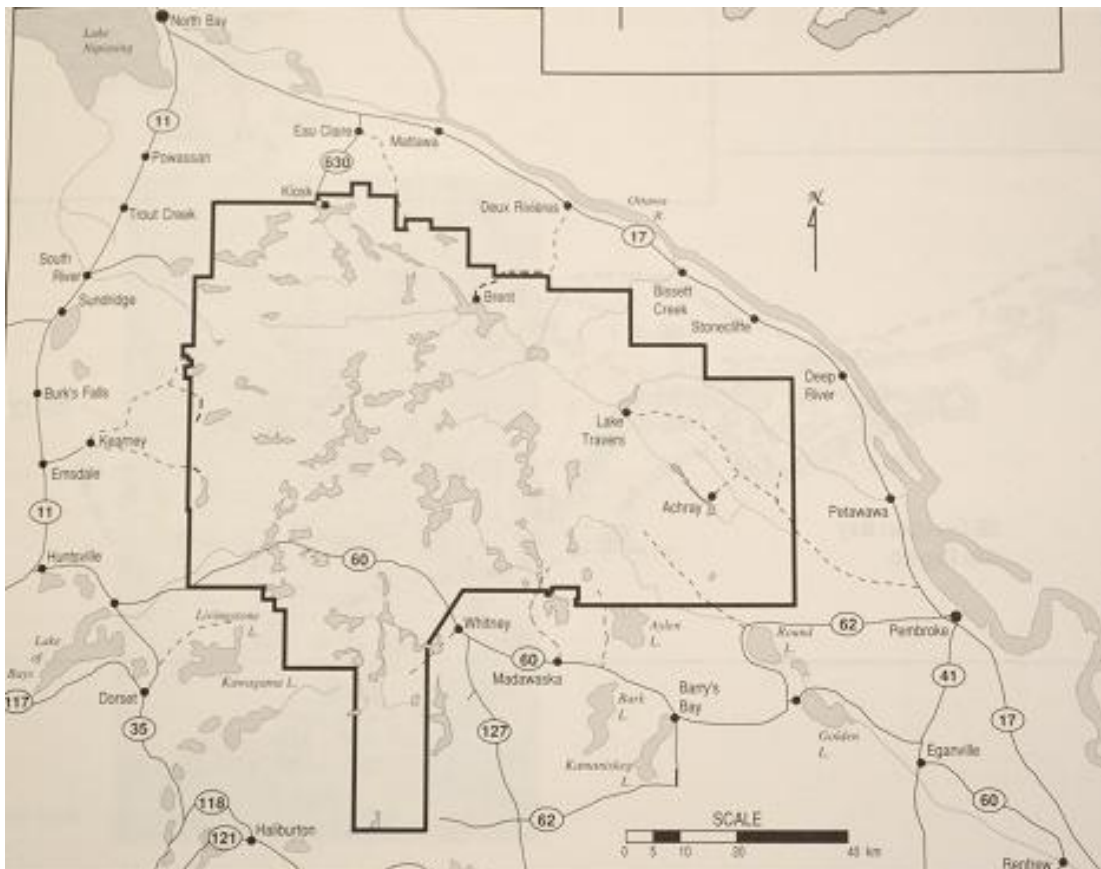 Lake
Nipissing
North Bay
11
Eau Claire
Mattawa
630
Powassan
Kiosk
Trout Creek
Deux Rivières
Ottawa
R.
N
17
South
River
Brent
Bissett
Creek
Sundridge
Stonecliffe
Burk's Falls
Deep
River
Lake
Travers
Kearney
Emsdale
Achray
Petawawa
11
Huntsville
60
Livingstone
L.
Whitney
Aylen
L.
Round
L.
62
Pembroke
Lake
of
Bays
60
Madawaska
Kawagama L.
Dorset
117
Bark
L.
Barry's
Bay
41
35
127
Golden
L.
17
Kamaniskeg
L.
Eganville
118
62
60
121
Haliburton
SCALE
0 5 10 20 40 km
Renfrew